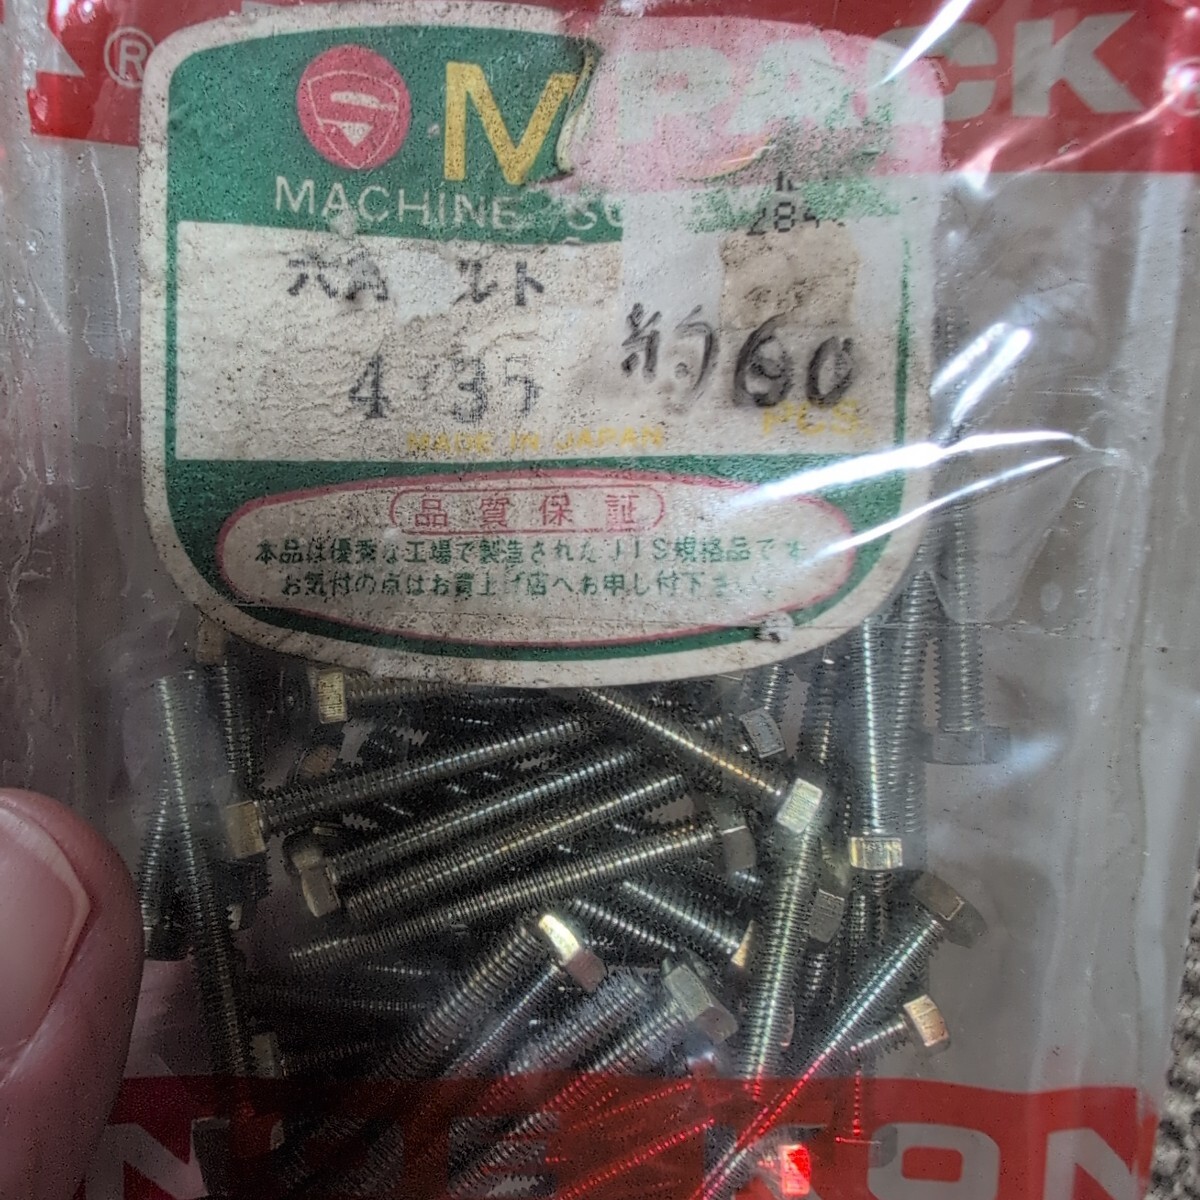 ® PACK
M
MACHINE
284
六角 ルト
4 35
約60
PCS.
MADE IN JAPAN
品質保証
本品は優秀な工場で製造されたJIS規格品です
お気付の点はお買上げ店へお申し付下さい